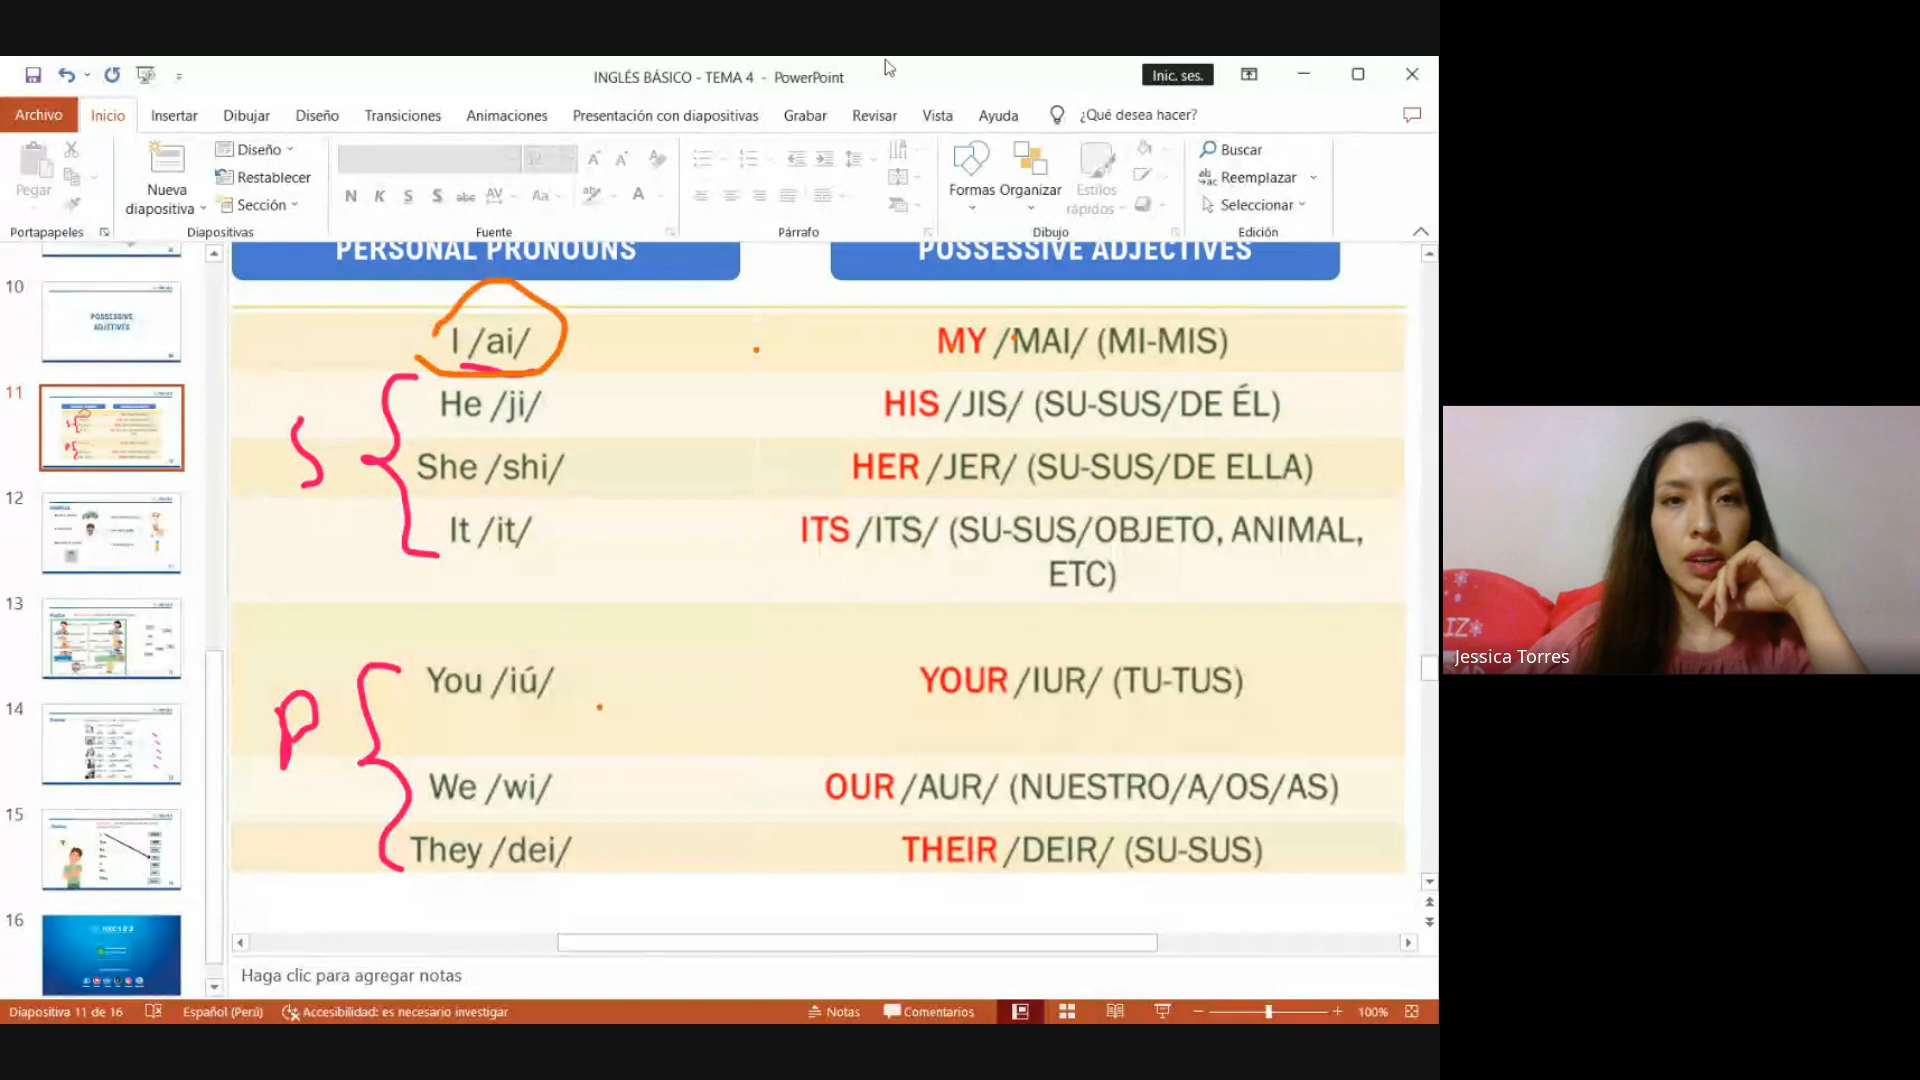 INGLÉS BÁSICO - TEMA 4 - PowerPoint
Inic. ses.
Archivo Inicio Insertar Dibujar Diseño Transiciones Animaciones Presentación con diapositivas Grabar Revisar Vista Ayuda ¿Qué desea hacer?
Pegar
Nueva diapositiva
Diseño
Restablecer
Sección
N K S S abc AV Aa A
Formas Organizar Estilos rápidos
Buscar
Reemplazar
Seleccionar
Portapapeles Diapositivas Fuente Párrafo Dibujo Edición
10
POSSESSIVE
ADJETIVES
11
12
13
14
15
16
PERSONAL PRONOUNS POSSESSIVE ADJECTIVES
I /ai/ MY /MAI/ (MI-MIS)
He /ji/ HIS /JIS/ (SU-SUS/DE ÉL)
S
She /shi/ HER /JER/ (SU-SUS/DE ELLA)
It /it/ ITS /ITS/ (SU-SUS/OBJETO, ANIMAL,
ETC)
You /iú/ YOUR /IUR/ (TU-TUS)
P
We /wi/ OUR /AUR/ (NUESTRO/A/OS/AS)
They /dei/ THEIR /DEIR/ (SU-SUS)
Haga clic para agregar notas
Diapositiva 11 de 16 Español (Perú) Accesibilidad: es necesario investigar Notas Comentarios 100%
IZ
Jessica Torres